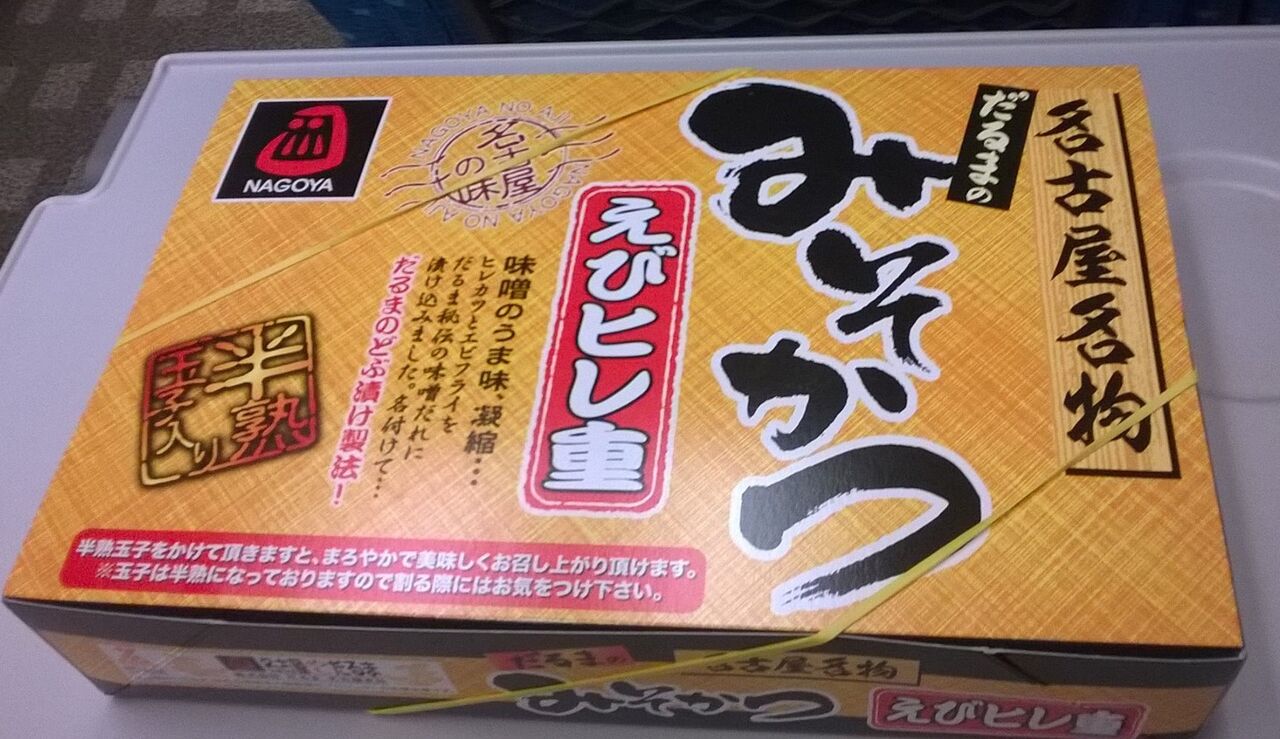 名古屋名物
だるまの
みそかつ
えびヒレ重
味噌のうま味、凝縮…
ヒレカツとエビフライを
だるま秘伝の味噌だれに
漬け込みました。名付けて…
だるまのどぶ漬け製法！
NAGOYA NO AJI
名古屋
の味
NAGOYA NO AJI
NAGOYA
半熟
玉子入り
半熟玉子をかけて頂きますと、まろやかで美味しくお召し上がり頂けます。
※玉子は半熟になっておりますので割る際にはお気をつけ下さい。
だるまの
名古屋名物
みそかつ
えびヒレ重